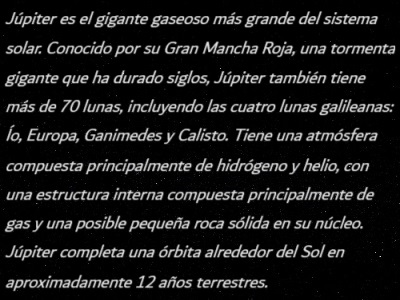 Júpiter es el gigante gaseoso más grande del sistema
solar. Conocido por su Gran Mancha Roja, una tormenta
gigante que ha durado siglos, Júpiter también tiene
más de 70 lunas, incluyendo las cuatro lunas galileanas:
Ío, Europa, Ganimedes y Calisto. Tiene una atmósfera
compuesta principalmente de hidrógeno y helio, con
una estructura interna compuesta principalmente de
gas y una posible pequeña roca sólida en su núcleo.
Júpiter completa una órbita alrededor del Sol en
aproximadamente 12 años terrestres.